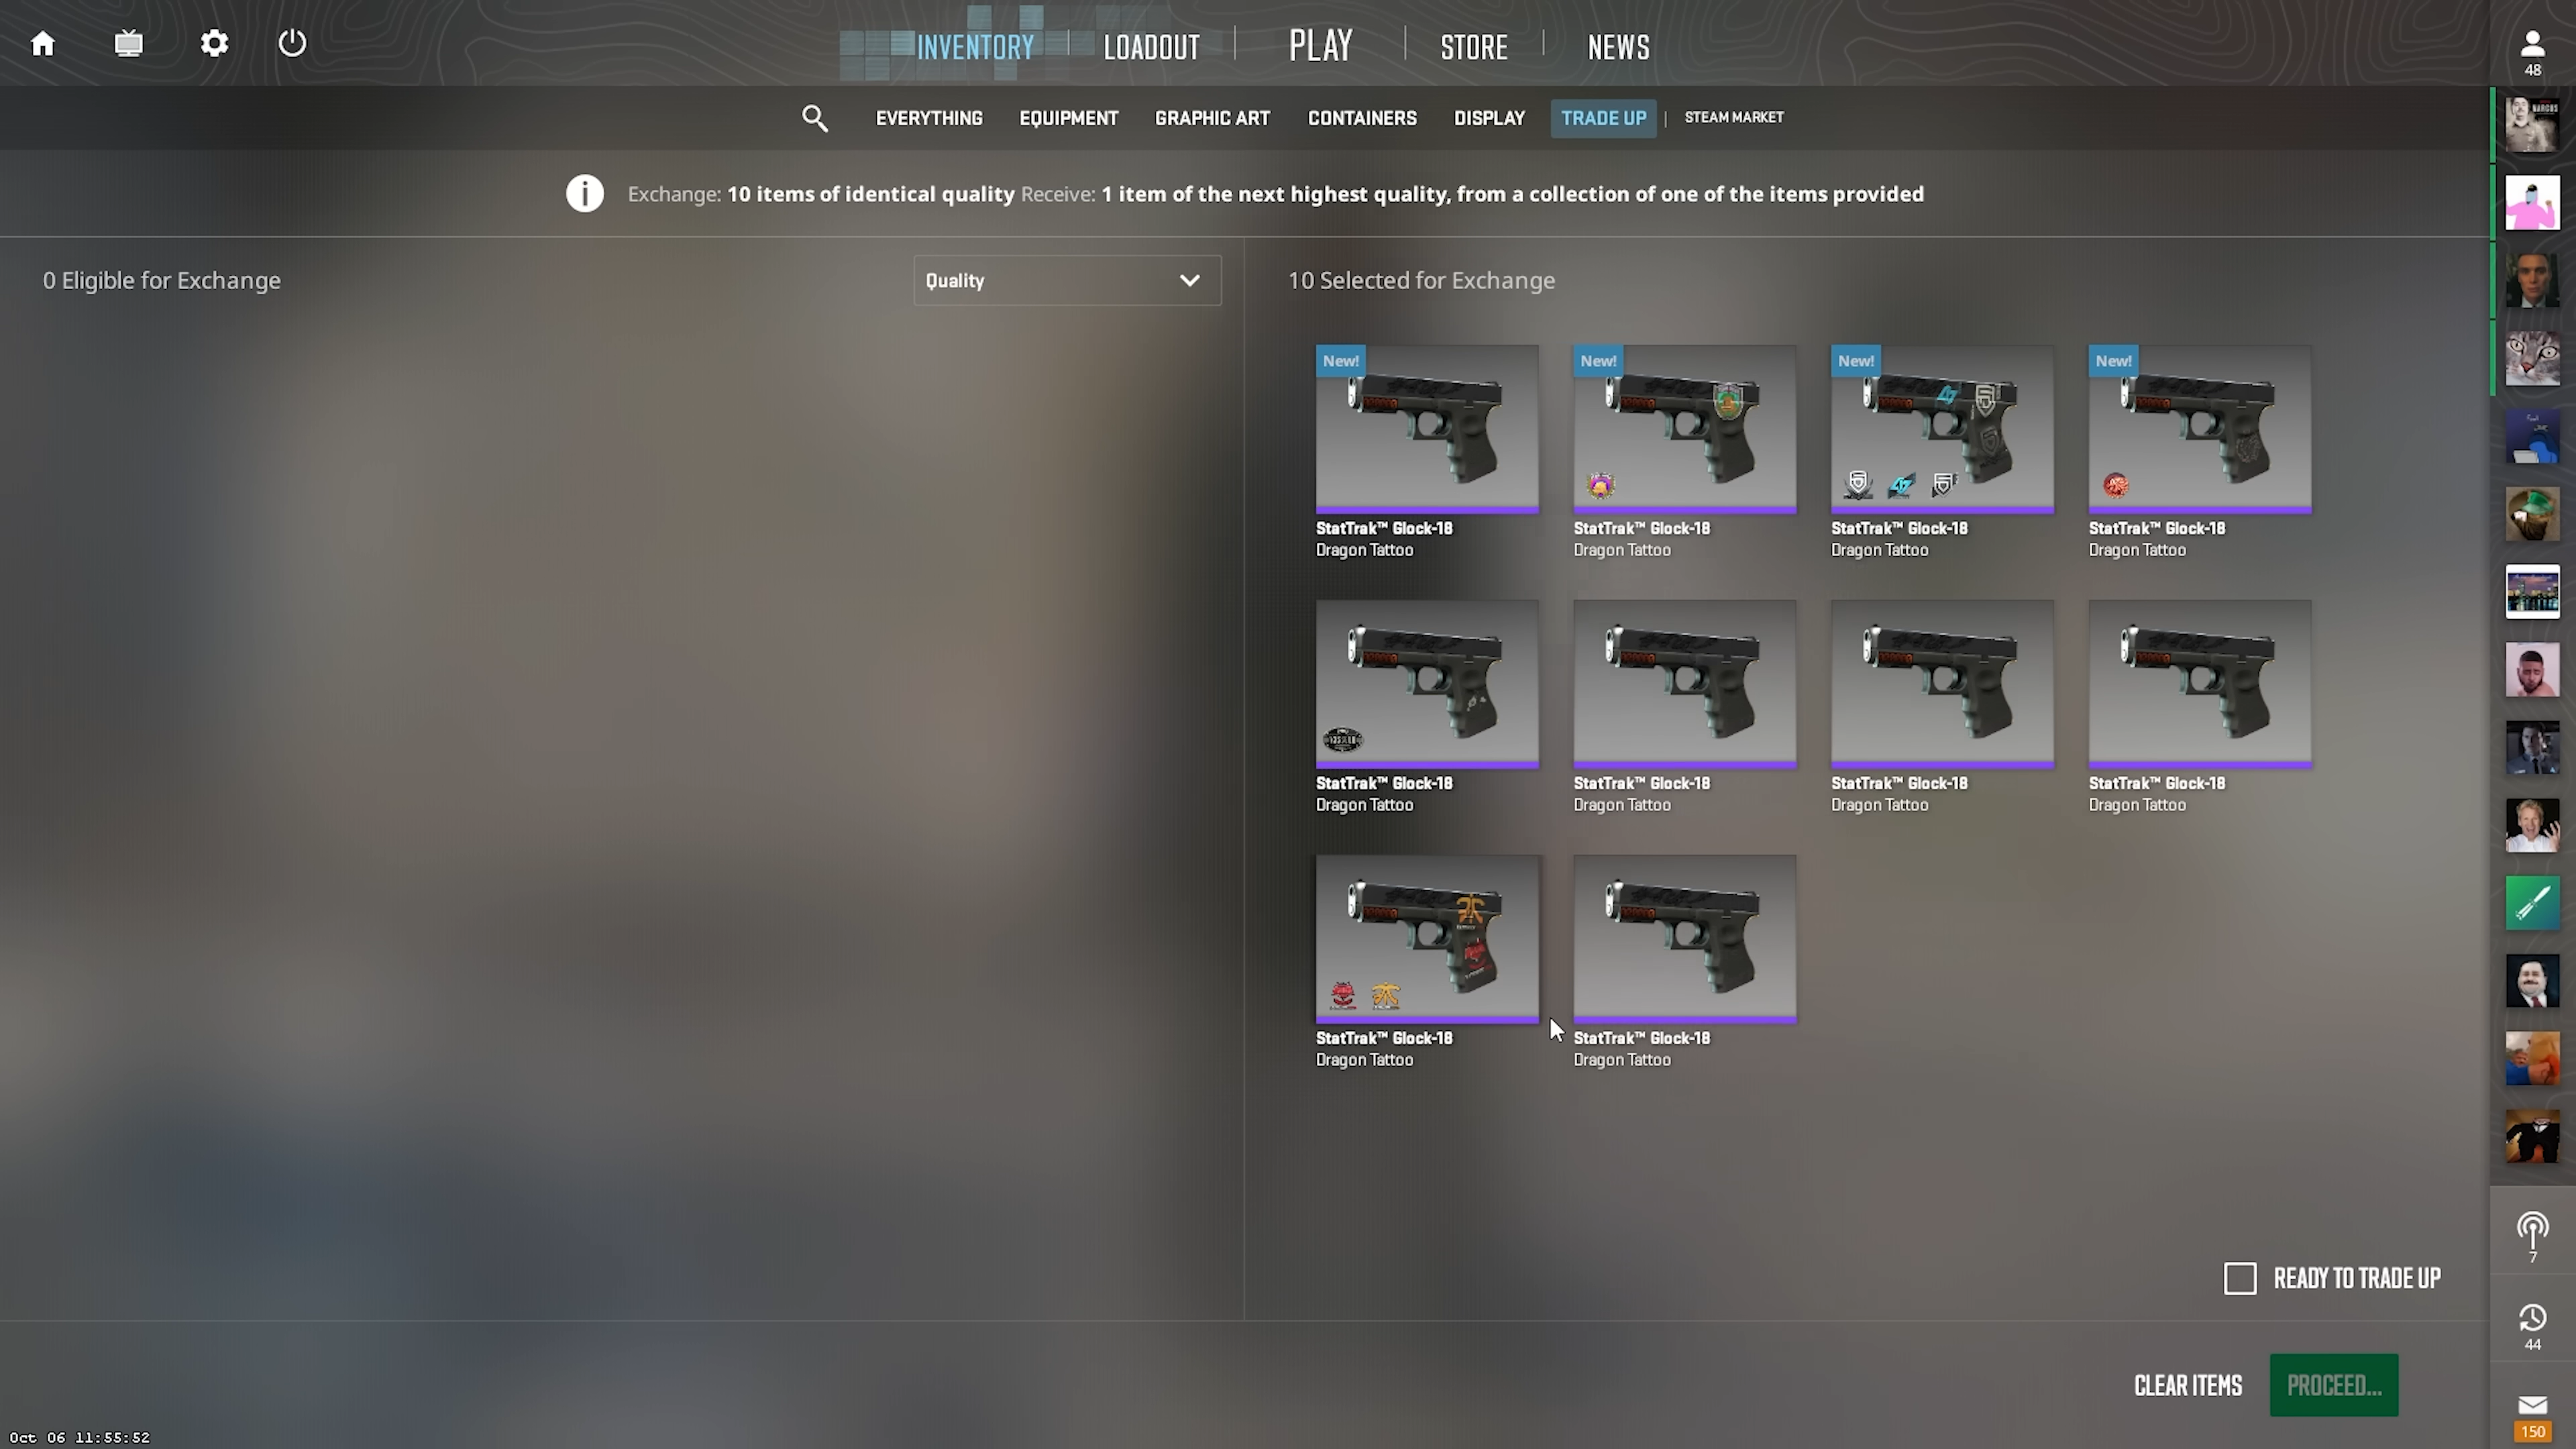 INVENTORY
LOADOUT
PLAY
STORE
NEWS
48
EVERYTHING
EQUIPMENT
GRAPHIC ART
CONTAINERS
DISPLAY
TRADE UP
STEAM MARKET
Exchange: 10 items of identical quality Receive: 1 item of the next highest quality, from a collection of one of the items provided
0 Eligible for Exchange
Quality
10 Selected for Exchange
New!
New!
New!
New!
StatTrak™ Glock-18
Dragon Tattoo
StatTrak™ Glock-18
Dragon Tattoo
StatTrak™ Glock-18
Dragon Tattoo
StatTrak™ Glock-18
Dragon Tattoo
StatTrak™ Glock-18
Dragon Tattoo
StatTrak™ Glock-18
Dragon Tattoo
StatTrak™ Glock-18
Dragon Tattoo
StatTrak™ Glock-18
Dragon Tattoo
StatTrak™ Glock-18
Dragon Tattoo
StatTrak™ Glock-18
Dragon Tattoo
READY TO TRADE UP
7
44
CLEAR ITEMS
PROCEED...
150
Oct 06 11:55:52